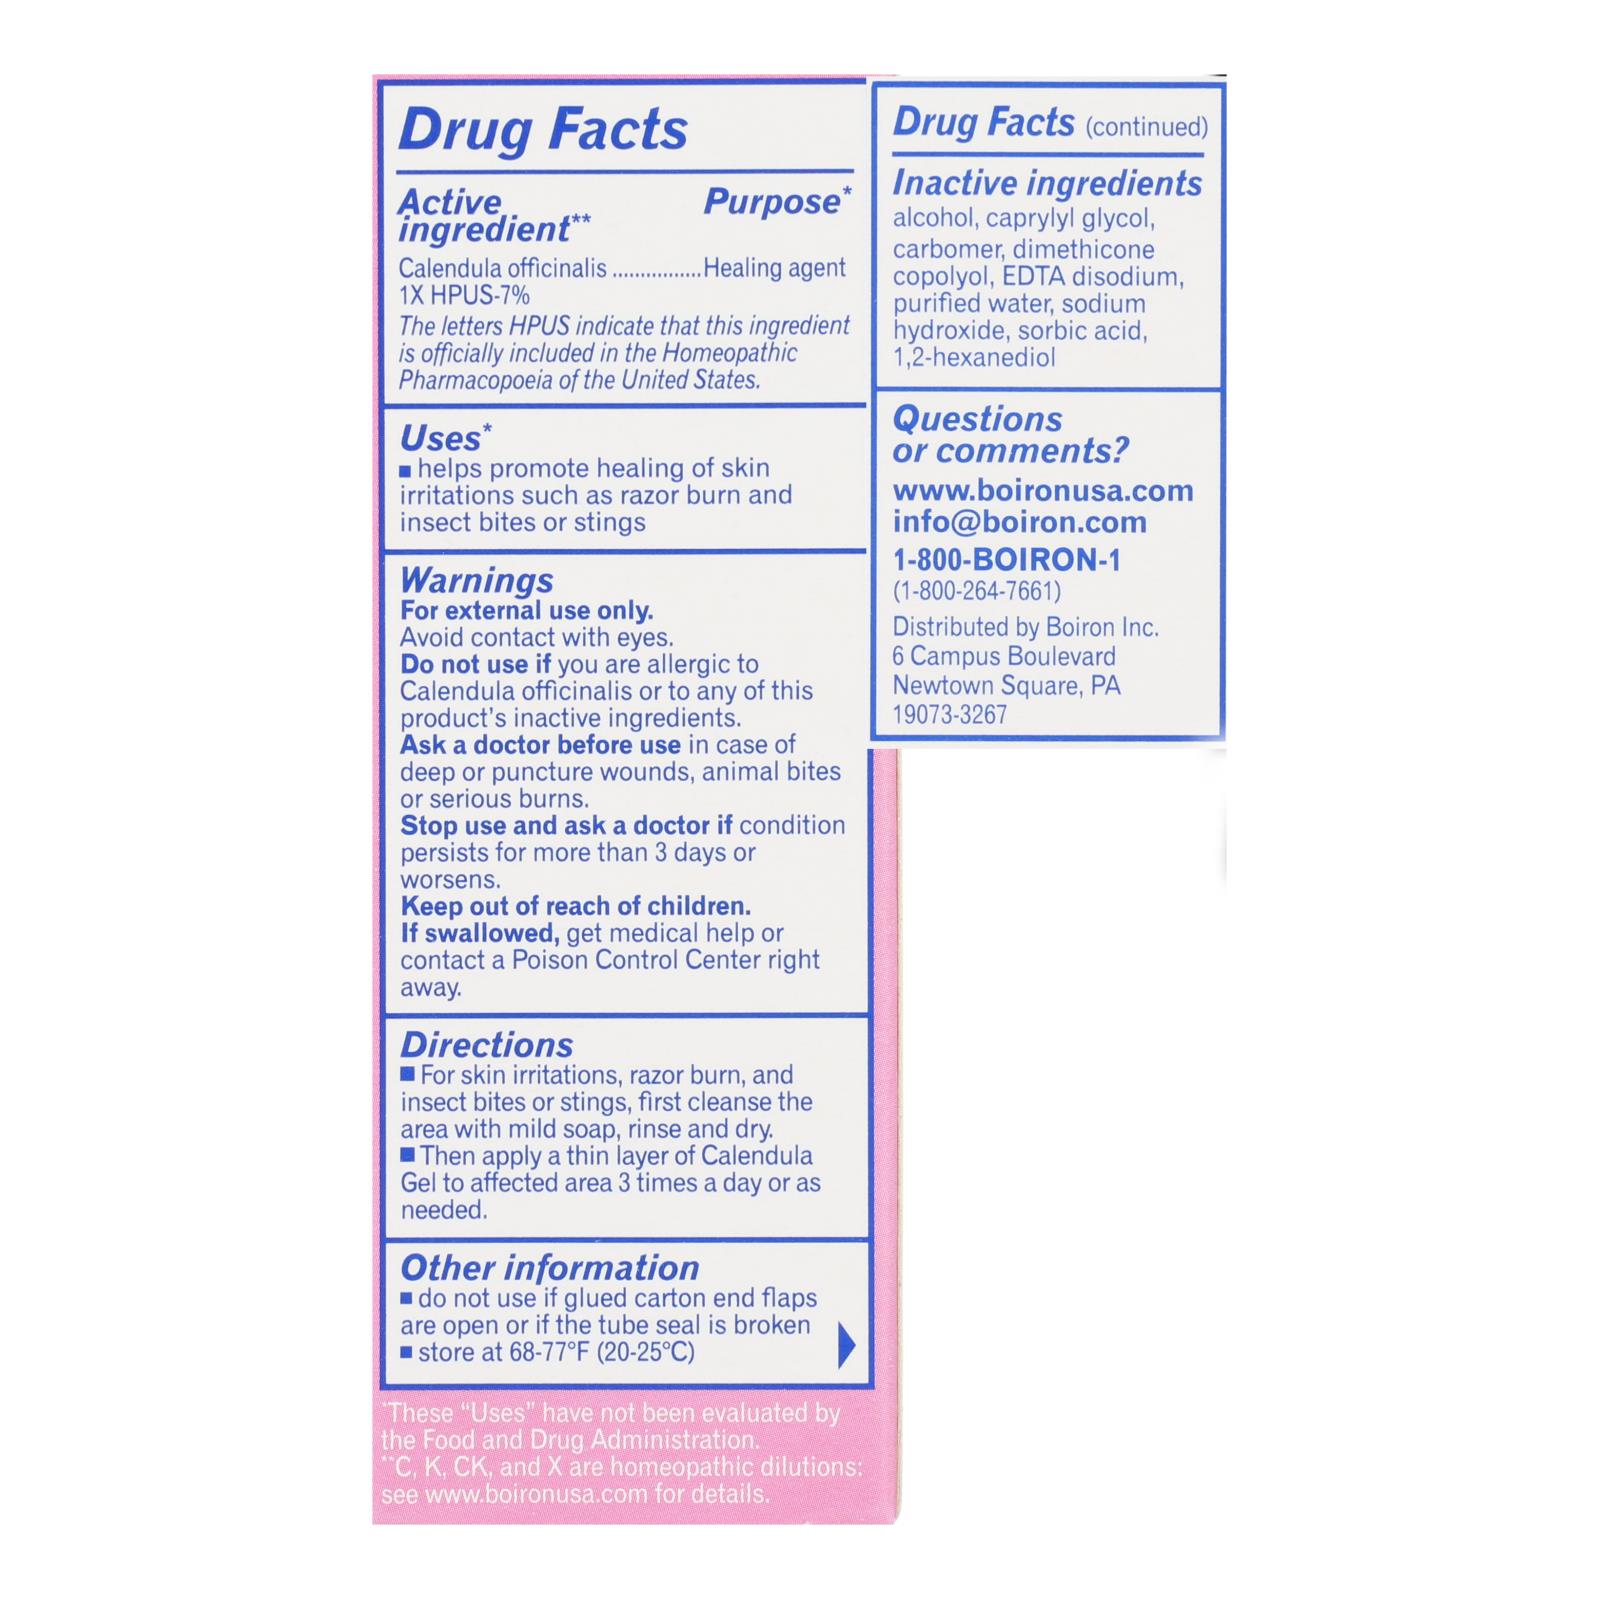 Drug Facts
Active Purpose*
ingredient**
Calendula officinalis ................Healing agent
1X HPUS-7%
The letters HPUS indicate that this ingredient
is officially included in the Homeopathic
Pharmacopoeia of the United States.
Uses*
■ helps promote healing of skin
irritations such as razor burn and
insect bites or stings
Warnings
For external use only.
Avoid contact with eyes.
Do not use if you are allergic to
Calendula officinalis or to any of this
product's inactive ingredients.
Ask a doctor before use in case of
deep or puncture wounds, animal bites
or serious burns.
Stop use and ask a doctor if condition
persists for more than 3 days or
worsens.
Keep out of reach of children.
If swallowed, get medical help or
contact a Poison Control Center right
away.
Directions
■ For skin irritations, razor burn, and
insect bites or stings, first cleanse the
area with mild soap, rinse and dry.
■ Then apply a thin layer of Calendula
Gel to affected area 3 times a day or as
needed.
Other information
■ do not use if glued carton end flaps
are open or if the tube seal is broken
■ store at 68-77°F (20-25°C)
*These “Uses” have not been evaluated by
the Food and Drug Administration.
**C, K, CK, and X are homeopathic dilutions:
see www.boironusa.com for details.
Drug Facts (continued)
Inactive ingredients
alcohol, caprylyl glycol,
carbomer, dimethicone
copolyol, EDTA disodium,
purified water, sodium
hydroxide, sorbic acid,
1,2-hexanediol
Questions
or comments?
www.boironusa.com
info@boiron.com
1-800-BOIRON-1
(1-800-264-7661)
Distributed by Boiron Inc.
6 Campus Boulevard
Newtown Square, PA
19073-3267